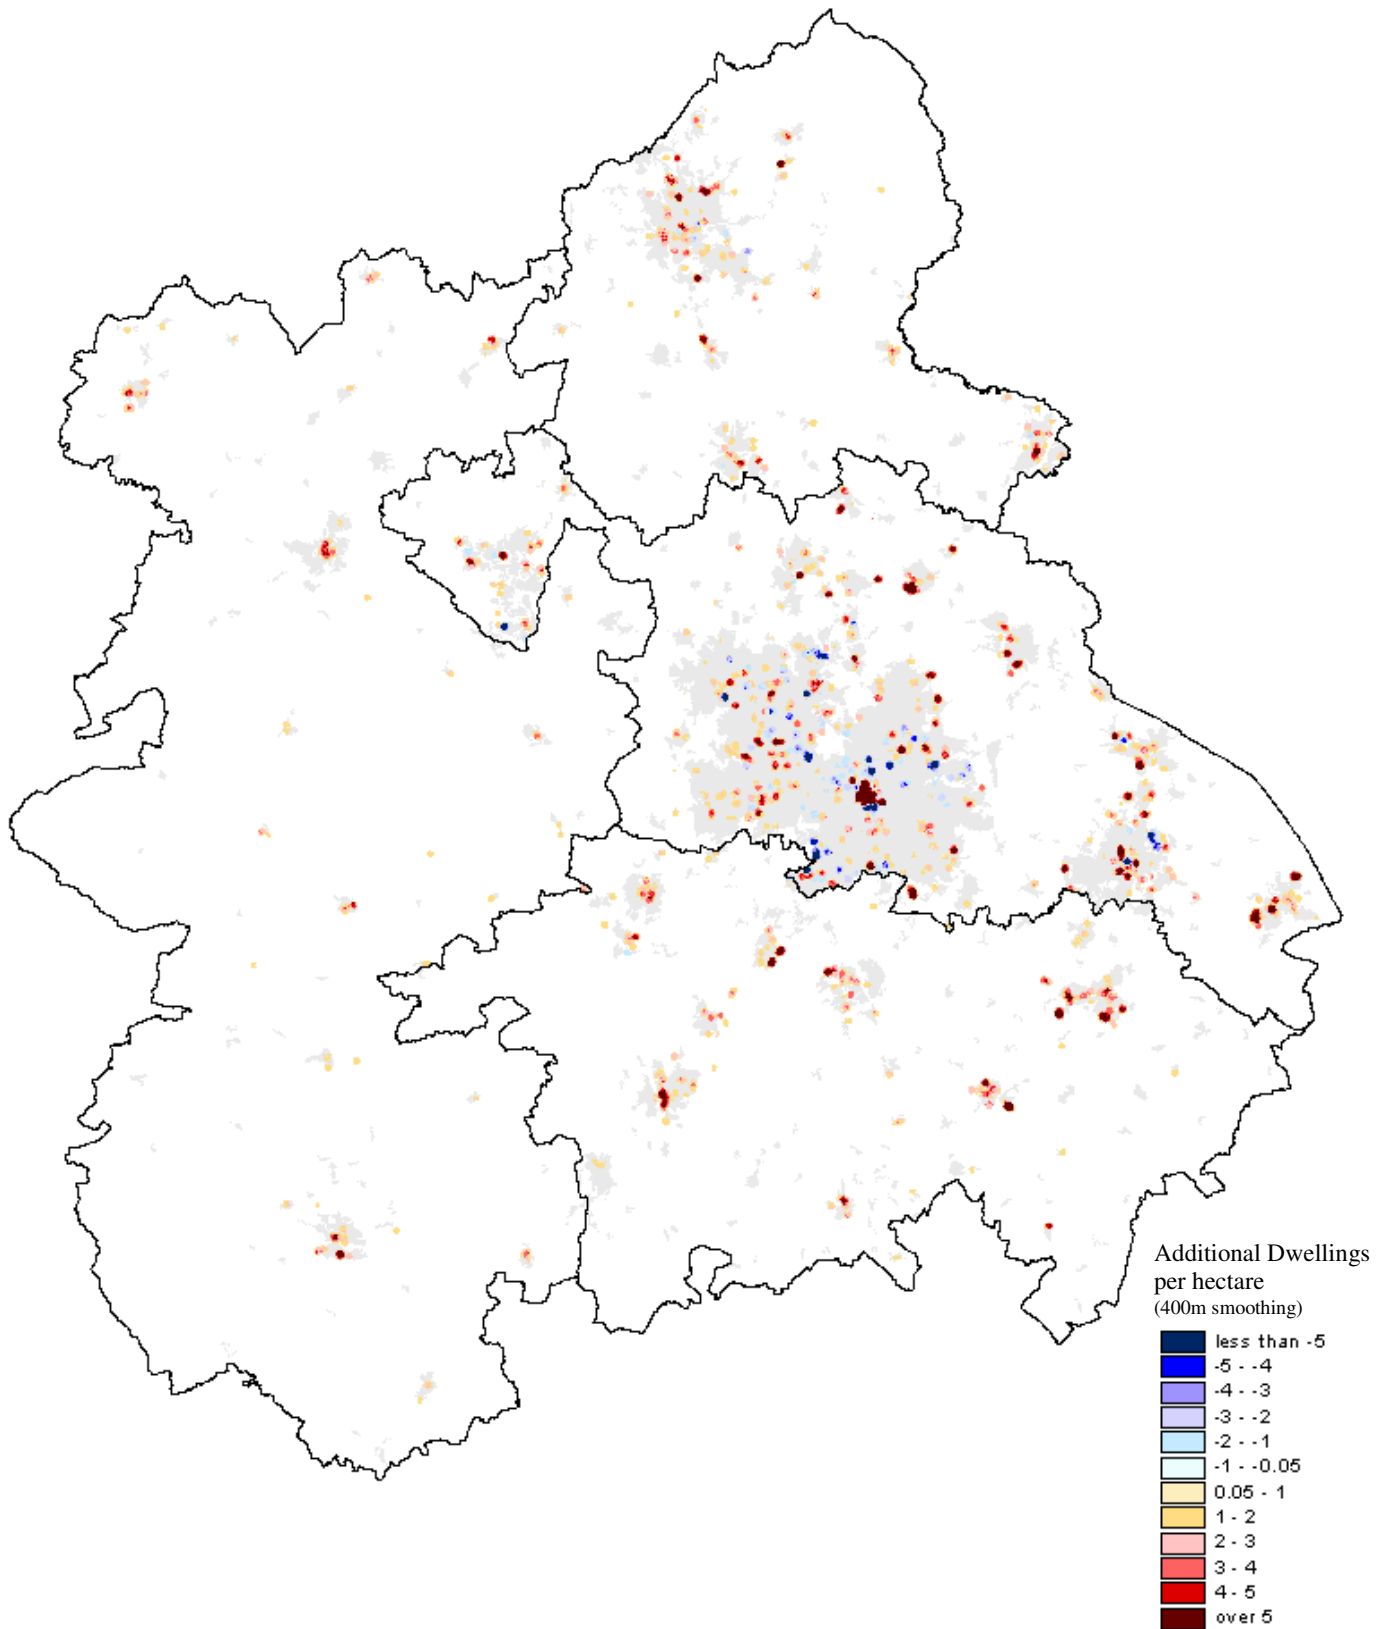 Additional Dwellings
per hectare
(400m smoothing)
less than -5
-5 - -4
-4 - -3
-3 - -2
-2 - -1
-1 - -0.05
0.05 - 1
1 - 2
2 - 3
3 - 4
4 - 5
over 5